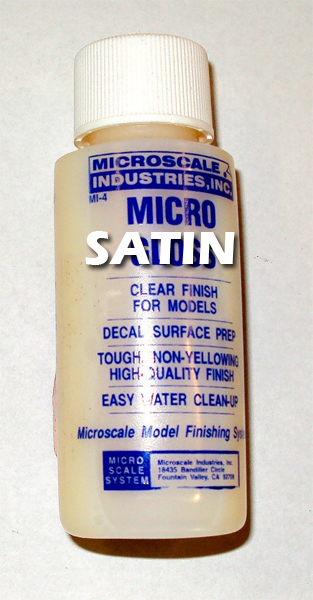 MICROSCALE
INDUSTRIES, INC.
MI-4
MICRO
GLOSS
SATIN
CLEAR FINISH
FOR MODELS
DECAL SURFACE PREP
TOUGH, NON-YELLOWING
HIGH-QUALITY FINISH
EASY WATER CLEAN-UP
Microscale Model Finishing System
MICRO
SCALE
SYSTEM
Microscale Industries, Inc.
18435 Bandilier Circle
Fountain Valley, CA 92708